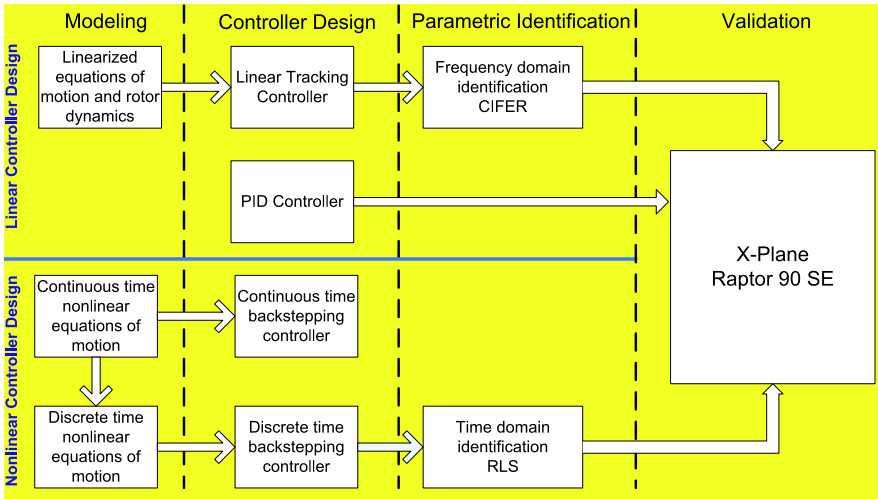 Modeling
Controller Design
Parametric Identification
Validation
Linear Controller Design
Linearized
equations of
motion and rotor
dynamics
Linear Tracking
Controller
Frequency domain
identification
CIFER
PID Controller
X-Plane
Raptor 90 SE
Nonlinear Controller Design
Continuous time
nonlinear
equations of
motion
Continuous time
backstepping
controller
Discrete time
nonlinear
equations of
motion
Discrete time
backstepping
controller
Time domain
identification
RLS